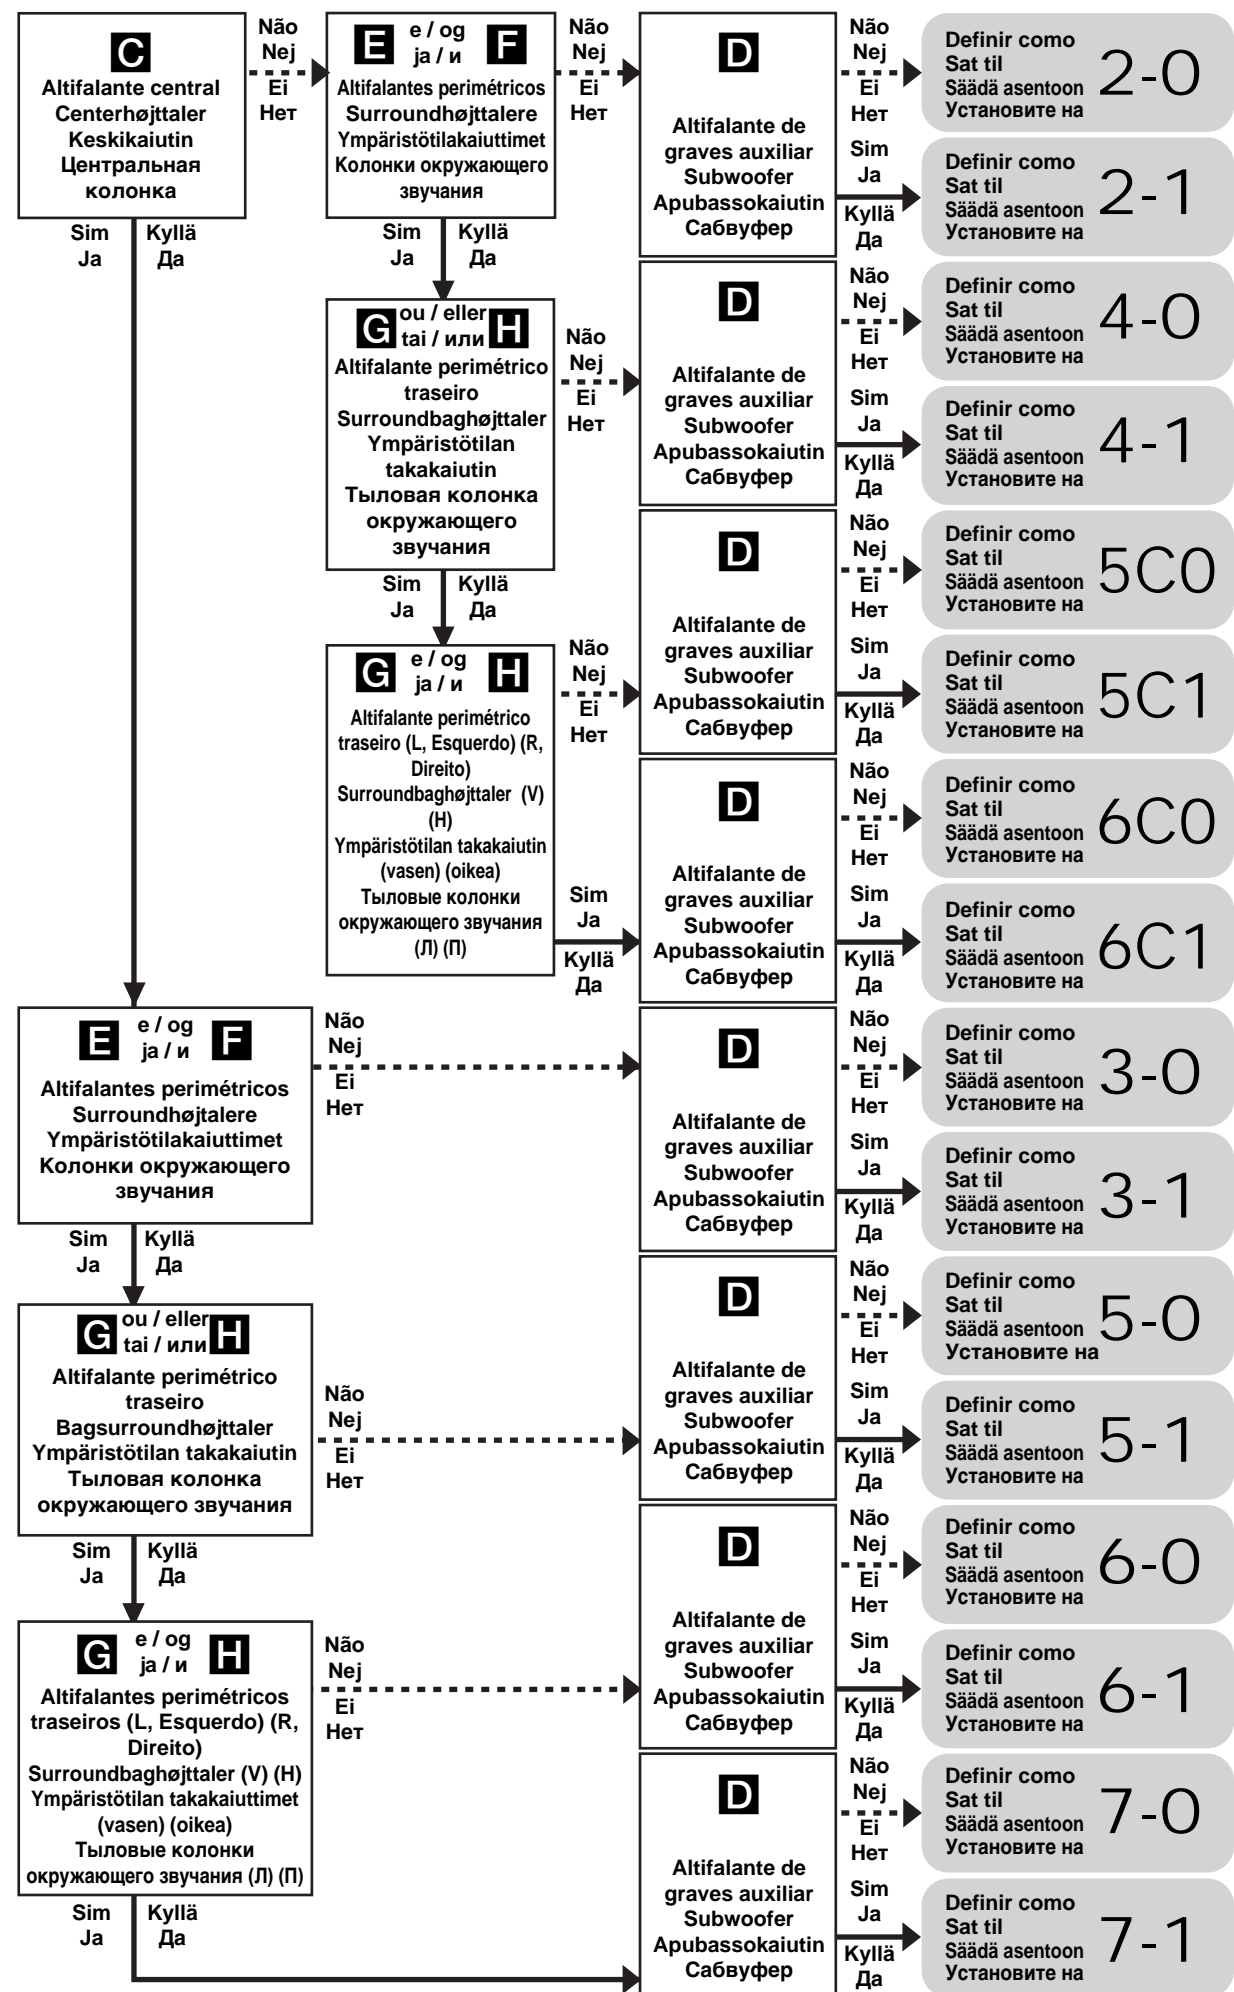 C
Altifalante central
Centerhøjttaler
Keskikaiutin
Центральная
колонка
Não
Nej
Ei
Нет
Sim Kyllä
Ja Да
E e / og F
ja / и
Altifalantes perimétricos
Surroundhøjttalere
Ympäristötilakaiuttimet
Колонки окружающего
звучания
Não
Nej
Ei
Нет
Sim Kyllä
Ja Да
D
Altifalante de
graves auxiliar
Subwoofer
Apubassokaiutin
Сабвуфер
Não
Nej
Ei
Нет
Definir como
Sat til
Säädä asentoon
Установите на
2-0
Sim
Ja
Kyllä
Да
Definir como
Sat til
Säädä asentoon
Установите на
2-1
G ou / eller H
tai / или
Altifalante perimétrico
traseiro
Surroundbaghøjttaler
Ympäristötilan
takakaiutin
Тыловая колонка
окружающего
звучания
Não
Nej
Ei
Нет
Sim Kyllä
Ja Да
D
Altifalante de
graves auxiliar
Subwoofer
Apubassokaiutin
Сабвуфер
Não
Nej
Ei
Нет
Definir como
Sat til
Säädä asentoon
Установите на
4-0
Sim
Ja
Kyllä
Да
Definir como
Sat til
Säädä asentoon
Установите на
4-1
G e / og H
ja / и
Altifalante perimétrico
traseiro (L, Esquerdo) (R,
Direito)
Surroundbaghøjttaler (V)
(H)
Ympäristötilan takakaiutin
(vasen) (oikea)
Тыловые колонки
окружающего звучания
(Л) (П)
Não
Nej
Ei
Нет
D
Altifalante de
graves auxiliar
Subwoofer
Apubassokaiutin
Сабвуфер
Não
Nej
Ei
Нет
Definir como
Sat til
Säädä asentoon
Установите на
5C0
Sim
Ja
Kyllä
Да
Definir como
Sat til
Säädä asentoon
Установите на
5C1
Sim
Ja
Kyllä
Да
D
Altifalante de
graves auxiliar
Subwoofer
Apubassokaiutin
Сабвуфер
Não
Nej
Ei
Нет
Definir como
Sat til
Säädä asentoon
Установите на
6C0
Sim
Ja
Kyllä
Да
Definir como
Sat til
Säädä asentoon
Установите на
6C1
E e / og F
ja / и
Altifalantes perimétricos
Surroundhøjtalere
Ympäristötilakaiuttimet
Колонки окружающего
звучания
Não
Nej
Ei
Нет
Sim Kyllä
Ja Да
D
Altifalante de
graves auxiliar
Subwoofer
Apubassokaiutin
Сабвуфер
Não
Nej
Ei
Нет
Definir como
Sat til
Säädä asentoon
Установите на
3-0
Sim
Ja
Kyllä
Да
Definir como
Sat til
Säädä asentoon
Установите на
3-1
G ou / eller H
tai / или
Altifalante perimétrico
traseiro
Bagsurroundhøjttaler
Ympäristötilan takakaiutin
Тыловая колонка
окружающего звучания
Não
Nej
Ei
Нет
Sim Kyllä
Ja Да
D
Altifalante de
graves auxiliar
Subwoofer
Apubassokaiutin
Сабвуфер
Não
Nej
Ei
Нет
Definir como
Sat til
Säädä asentoon
Установите на
5-0
Sim
Ja
Kyllä
Да
Definir como
Sat til
Säädä asentoon
Установите на
5-1
G e / og H
ja / и
Altifalantes perimétricos
traseiros (L, Esquerdo) (R,
Direito)
Surroundbaghøjttaler (V) (H)
Ympäristötilan takakaiuttimet
(vasen) (oikea)
Тыловые колонки
окружающего звучания (Л) (П)
Não
Nej
Ei
Нет
Sim Kyllä
Ja Да
D
Altifalante de
graves auxiliar
Subwoofer
Apubassokaiutin
Сабвуфер
Não
Nej
Ei
Нет
Definir como
Sat til
Säädä asentoon
Установите на
6-0
Sim
Ja
Kyllä
Да
Definir como
Sat til
Säädä asentoon
Установите на
6-1
D
Altifalante de
graves auxiliar
Subwoofer
Apubassokaiutin
Сабвуфер
Não
Nej
Ei
Нет
Definir como
Sat til
Säädä asentoon
Установите на
7-0
Sim
Ja
Kyllä
Да
Definir como
Sat til
Säädä asentoon
Установите на
7-1